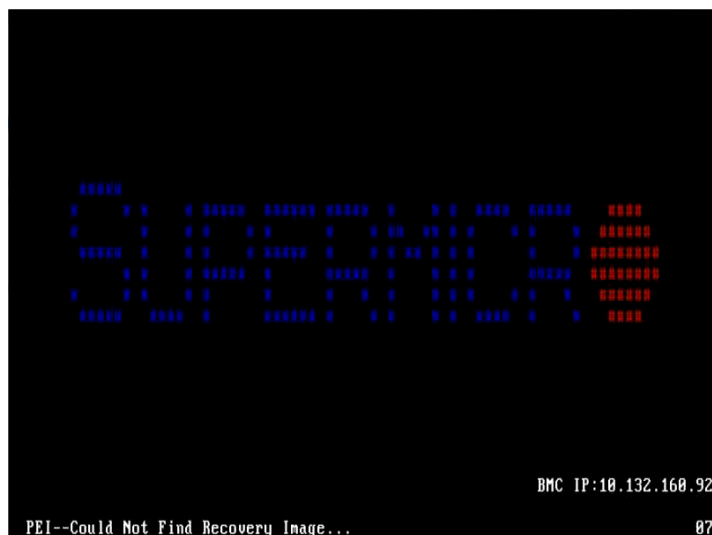 SUPERMICR
BMC IP:10.132.160.92
PEI--Could Not Find Recovery Image... 07